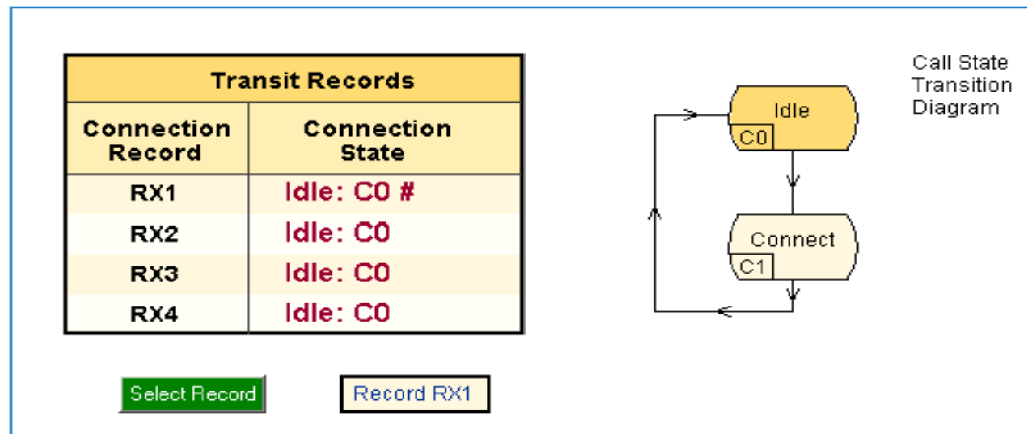 Transit Records
Connection Record
Connection State
RX1 Idle: C0 #
RX2 Idle: C0
RX3 Idle: C0
RX4 Idle: C0
Select Record
Record RX1
Call State
Transition
Diagram
Idle
C0
Connect
C1